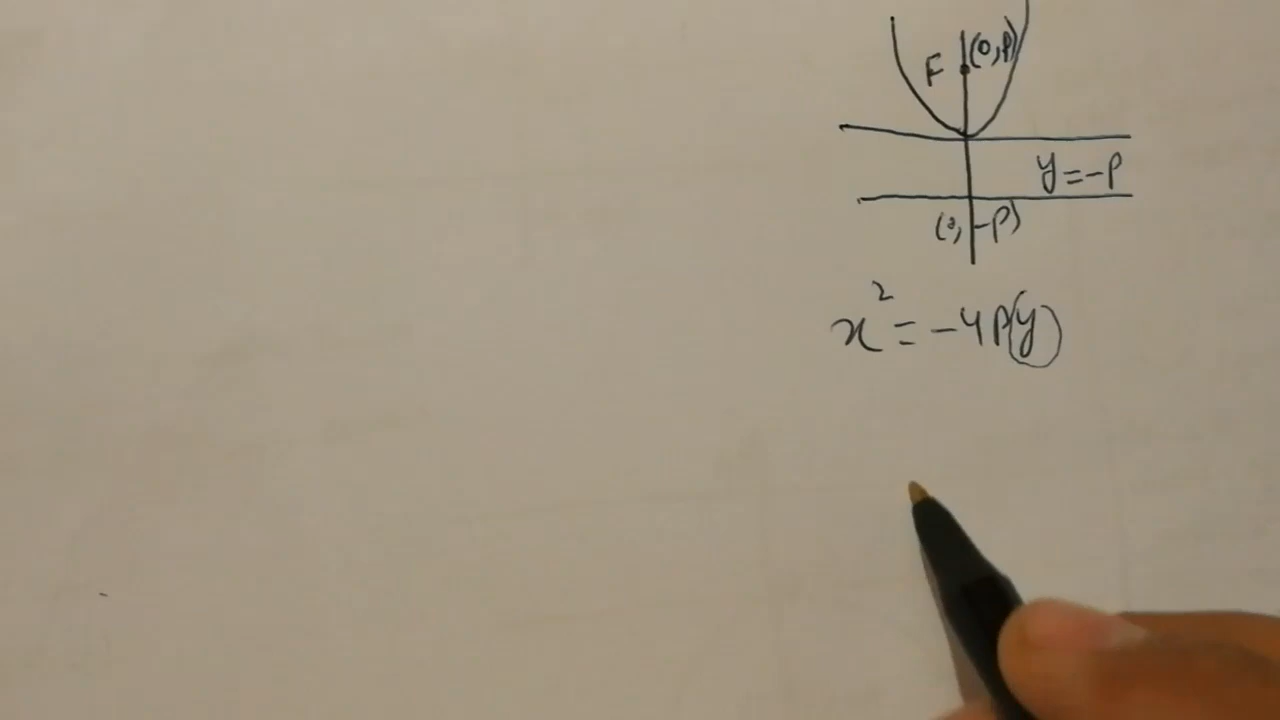 F (0,P)
y=-P
(0,-P)
x² = -4P(y)